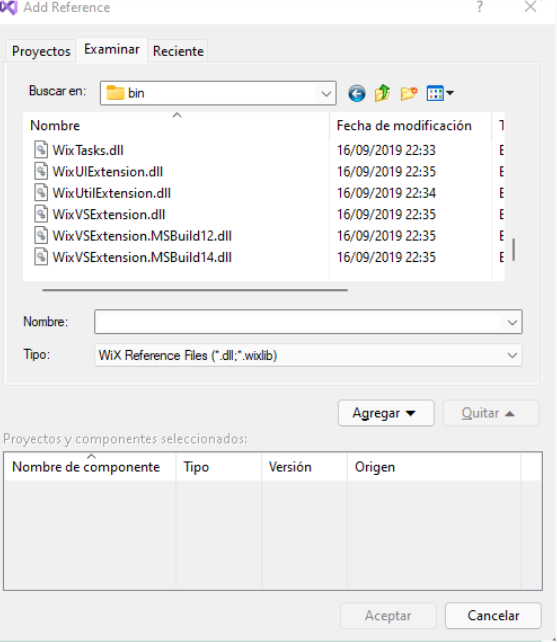 Add Reference ? ×
Proyectos Examinar Reciente
Buscar en: bin
Nombre Fecha de modificación T
WixTasks.dll 16/09/2019 22:33 E
WixUIExtension.dll 16/09/2019 22:35 E
WixUtilExtension.dll 16/09/2019 22:34 E
WixVSExtension.dll 16/09/2019 22:35 E
WixVSExtension.MSBuild12.dll 16/09/2019 22:35 E
WixVSExtension.MSBuild14.dll 16/09/2019 22:35 E
Nombre:
Tipo: WiX Reference Files (*.dll;*.wixlib)
Agregar Quitar
Proyectos y componentes seleccionados:
Nombre de componente Tipo Versión Origen
Aceptar Cancelar